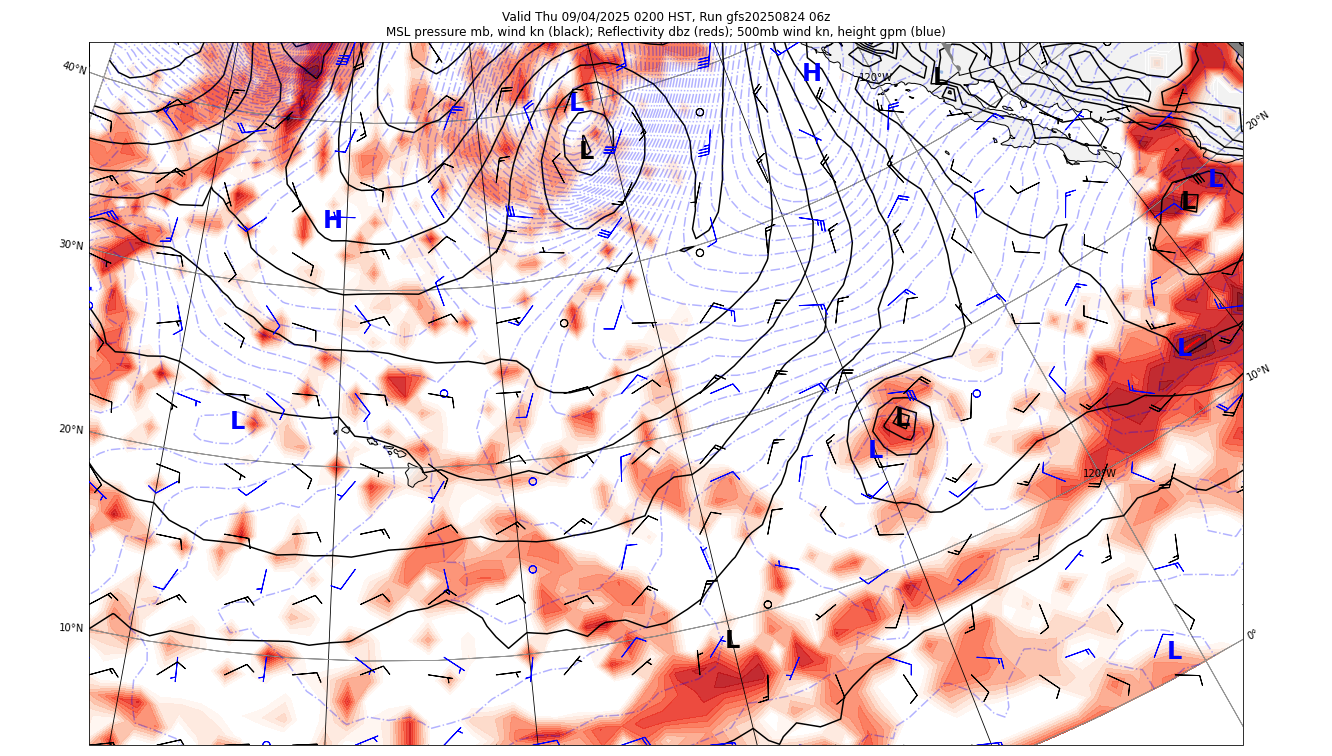 Valid Thu 09/04/2025 0200 HST, Run gfs20250824 06z
MSL pressure mb, wind kn (black); Reflectivity dbz (reds); 500mb wind kn, height gpm (blue)
40°N
H
120°W
L
L
20°N
L
L
L
H
30°N
L
10°N
L
L
20°N
L
120°W
10°N
L
0°
L